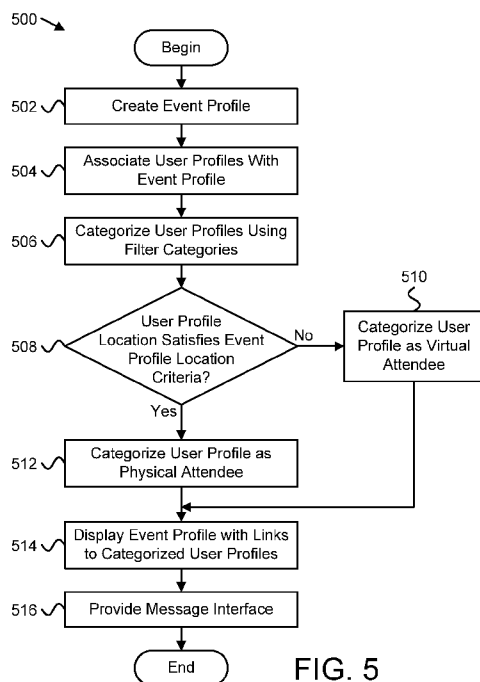 500
Begin
502
Create Event Profile
504
Associate User Profiles With
Event Profile
506
Categorize User Profiles Using
Filter Categories
508
User Profile
Location Satisfies Event
Profile Location
Criteria?
No
510
Categorize User
Profile as Virtual
Attendee
Yes
512
Categorize User Profile as
Physical Attendee
514
Display Event Profile with Links
to Categorized User Profiles
516
Provide Message Interface
End
FIG. 5